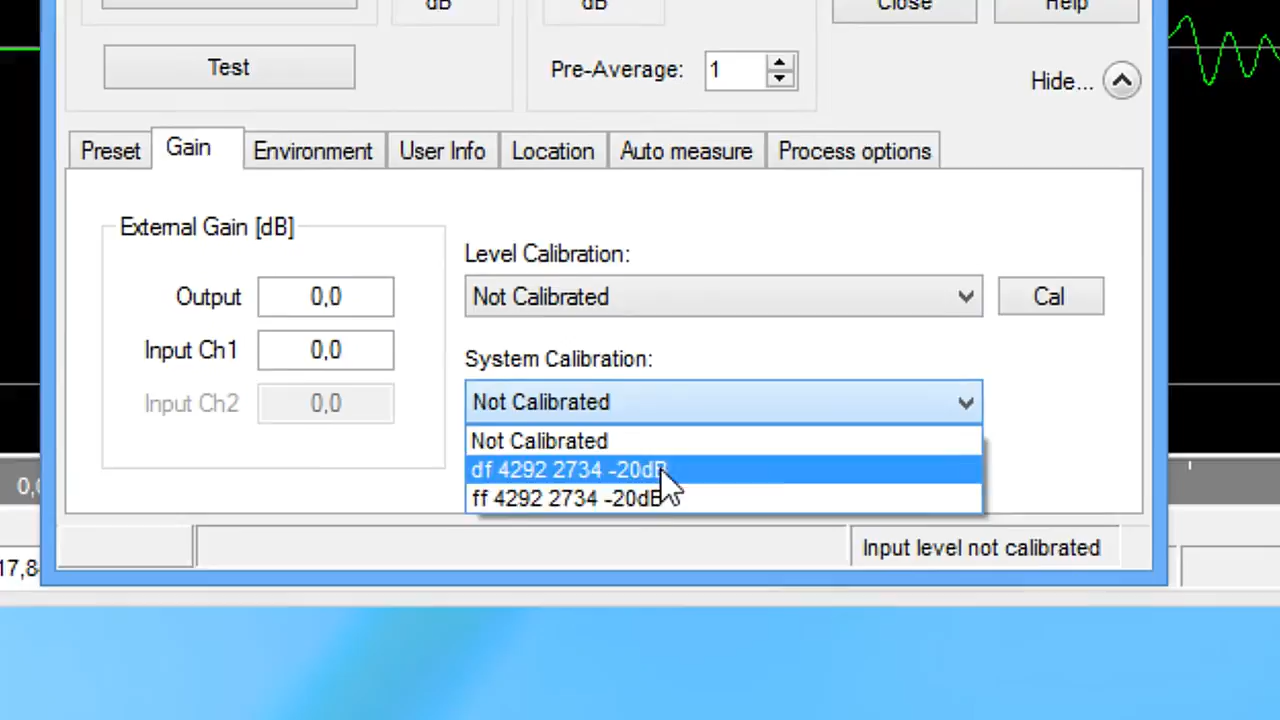 dB
dB
Close
Help
Test
Pre-Average:
1
Hide...
Preset
Gain
Environment
User Info
Location
Auto measure
Process options
External Gain [dB]
Output
0,0
Input Ch1
0,0
Input Ch2
0,0
Level Calibration:
Not Calibrated
Cal
System Calibration:
Not Calibrated
Not Calibrated
df 4292 2734 -20dB
ff 4292 2734 -20dB
Input level not calibrated